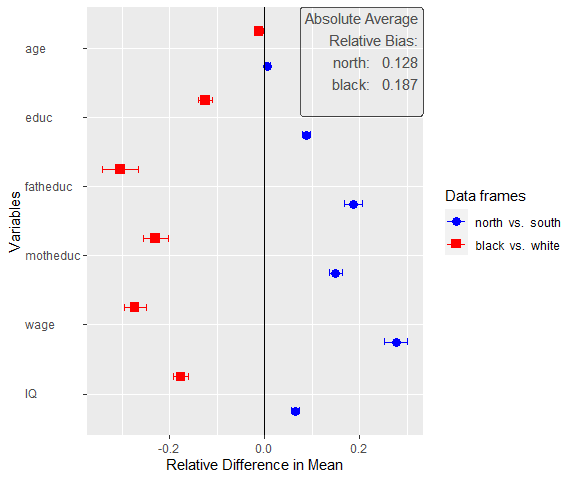 Absolute Average
Relative Bias:
north: 0.128
black: 0.187
age
educ
fatheduc
motheduc
wage
IQ
Variables
-0.2 0.0 0.2
Relative Difference in Mean
Data frames
north vs. south
black vs. white